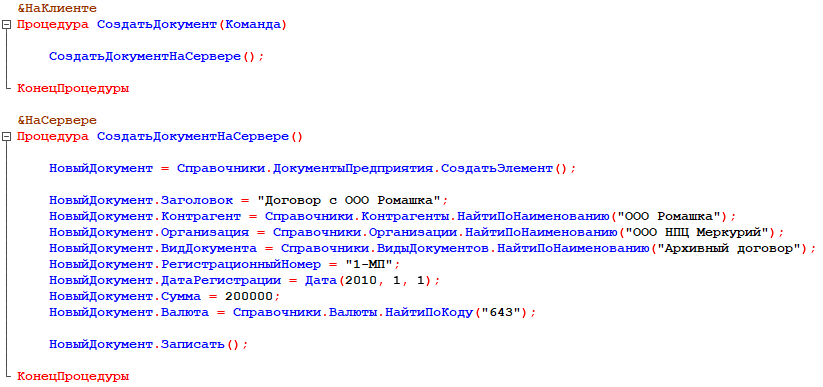 &НаКлиенте
Процедура СоздатьДокумент(Команда)
СоздатьДокументНаСервере();
КонецПроцедуры
&НаСервере
Процедура СоздатьДокументНаСервере()
НовыйДокумент = Справочники.ДокументыПредприятия.СоздатьЭлемент();
НовыйДокумент.Заголовок = "Договор с ООО Ромашка";
НовыйДокумент.Контрагент = Справочники.Контрагенты.НайтиПоНаименованию("ООО Ромашка");
НовыйДокумент.Организация = Справочники.Организации.НайтиПоНаименованию("ООО НПЦ Меркурий");
НовыйДокумент.ВидДокумента = Справочники.ВидыДокументов.НайтиПоНаименованию("Архивный договор");
НовыйДокумент.РегистрационныйНомер = "1-МП";
НовыйДокумент.ДатаРегистрации = Дата(2010, 1, 1);
НовыйДокумент.Сумма = 200000;
НовыйДокумент.Валюта = Справочники.Валюты.НайтиПоКоду("643");
НовыйДокумент.Записать();
КонецПроцедуры